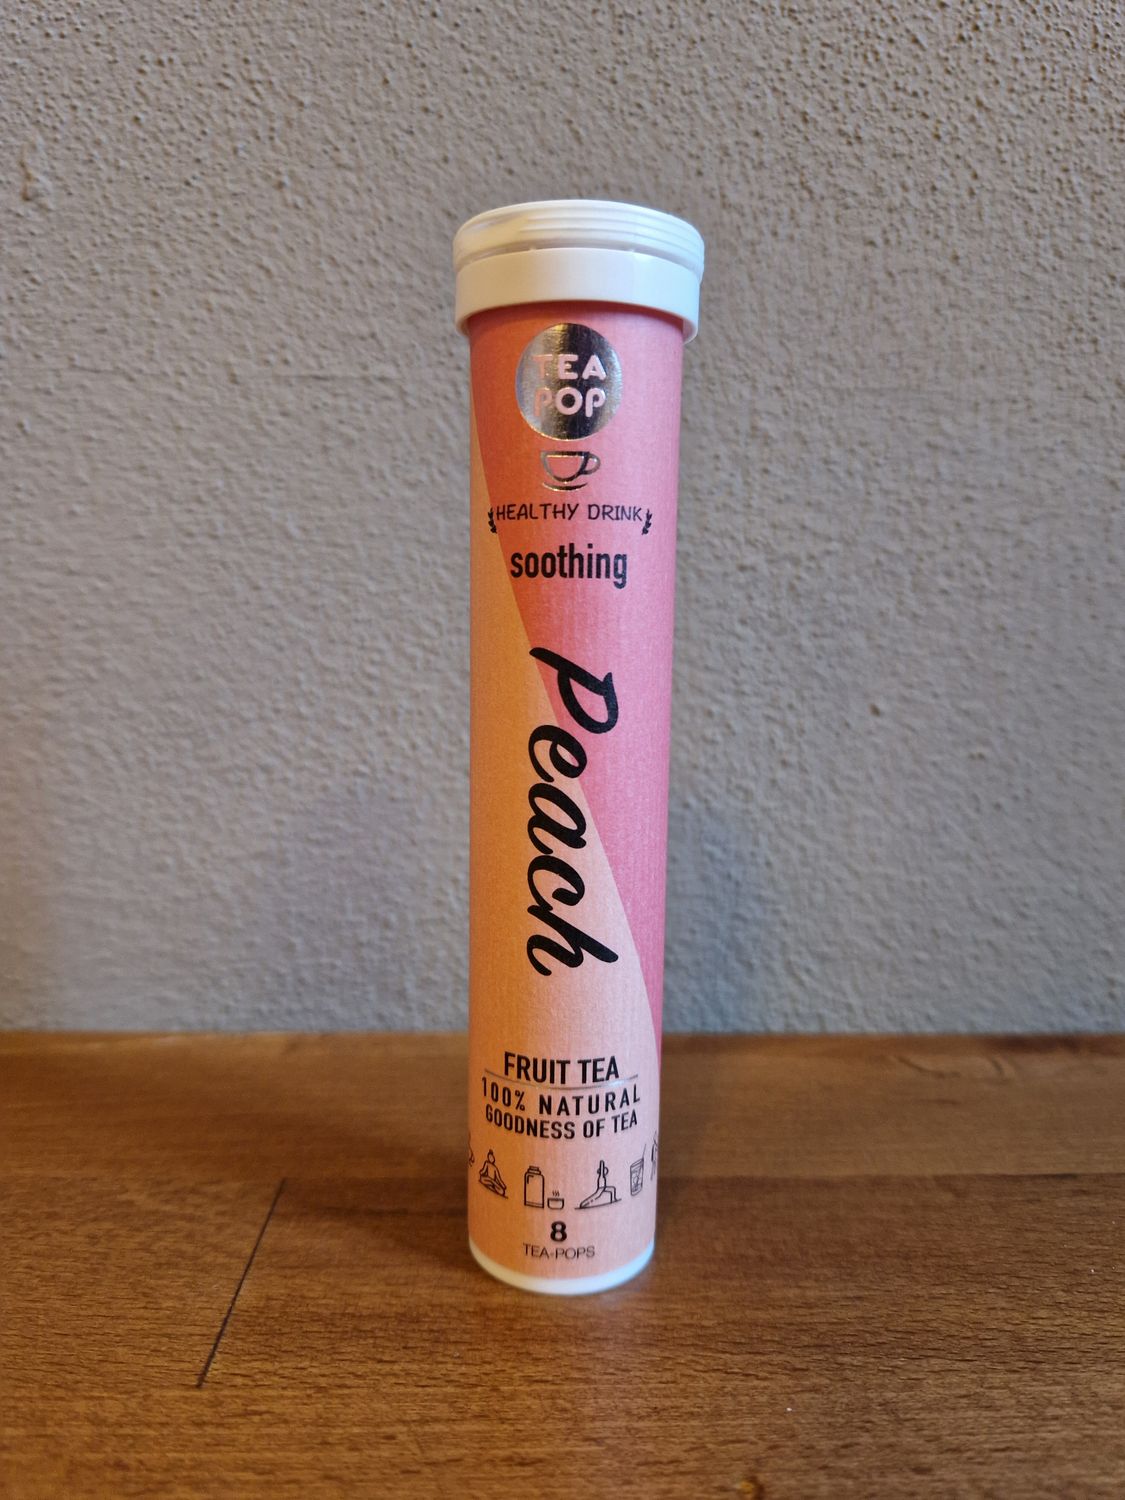 TEA
POP
HEALTHY DRINK
soothing
Peach
FRUIT TEA
100% NATURAL
GOODNESS OF TEA
8
TEA-POPS